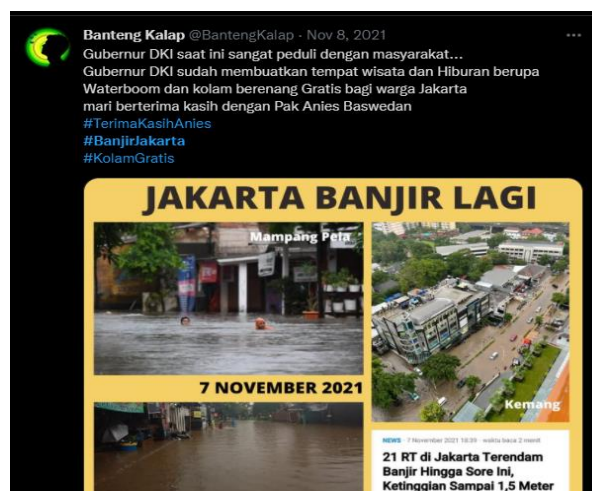 Banteng Kalap @BantengKalap · Nov 8, 2021
Gubernur DKI saat ini sangat peduli dengan masyarakat...
Gubernur DKI sudah membuatkan tempat wisata dan Hiburan berupa
Waterboom dan kolam berenang Gratis bagi warga Jakarta
mari berterima kasih dengan Pak Anies Baswedan
#TerimaKasihAnies
#BanjirJakarta
#KolamGratis
JAKARTA BANJIR LAGI
Mampang Pela
7 NOVEMBER 2021
Kemang
NEWS · 7 November 2021 18:39 · waktu baca 2 menit
21 RT di Jakarta Terendam
Banjir Hingga Sore Ini,
Ketinggian Sampai 1,5 Meter